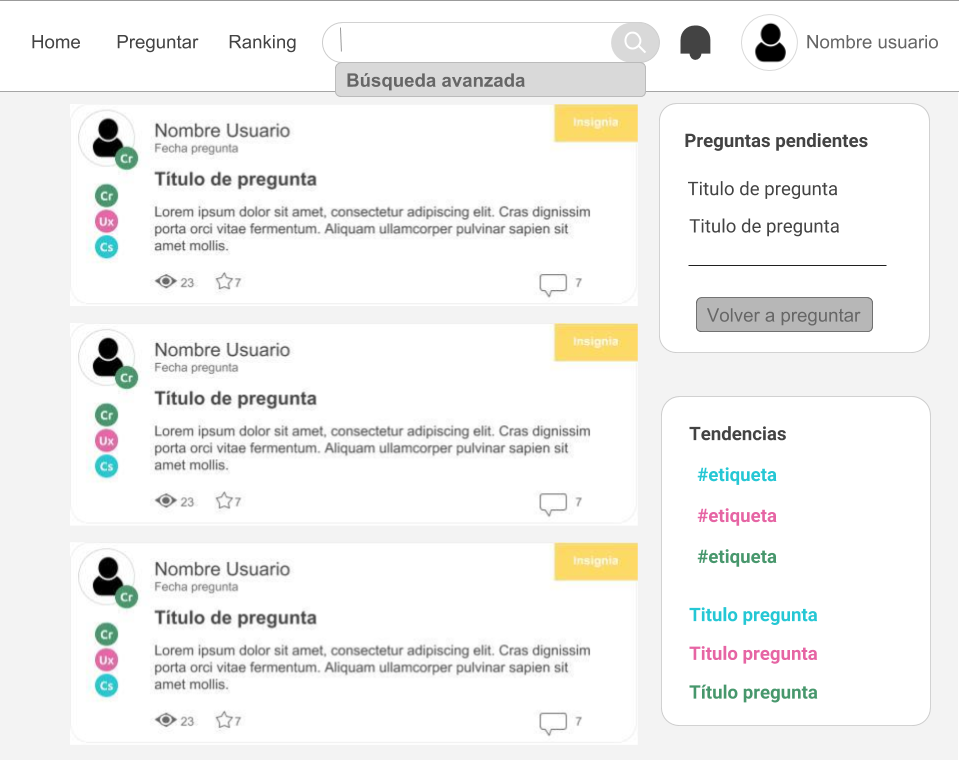 Home Preguntar Ranking Nombre usuario
Búsqueda avanzada
Nombre Usuario
Insignia
Fecha pregunta
Cr
Título de pregunta
Cr
Ux
Cs
Lorem ipsum dolor sit amet, consectetur adipiscing elit. Cras dignissim
porta orci vitae fermentum. Aliquam ullamcorper pulvinar sapien sit
amet mollis.
23 7 7
Nombre Usuario
Insignia
Fecha pregunta
Cr
Título de pregunta
Cr
Ux
Cs
Lorem ipsum dolor sit amet, consectetur adipiscing elit. Cras dignissim
porta orci vitae fermentum. Aliquam ullamcorper pulvinar sapien sit
amet mollis.
23 7 7
Nombre Usuario
Insignia
Fecha pregunta
Cr
Título de pregunta
Cr
Ux
Cs
Lorem ipsum dolor sit amet, consectetur adipiscing elit. Cras dignissim
porta orci vitae fermentum. Aliquam ullamcorper pulvinar sapien sit
amet mollis.
23 7 7
Preguntas pendientes
Titulo de pregunta
Titulo de pregunta
Volver a preguntar
Tendencias
#etiqueta
#etiqueta
#etiqueta
Titulo pregunta
Titulo pregunta
Título pregunta